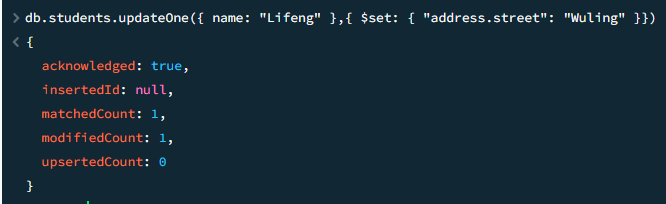 > db.students.updateOne({ name: "Lifeng" },{ $set: { "address.street": "Wuling" }})
< {
acknowledged: true,
insertedId: null,
matchedCount: 1,
modifiedCount: 1,
upsertedCount: 0
}